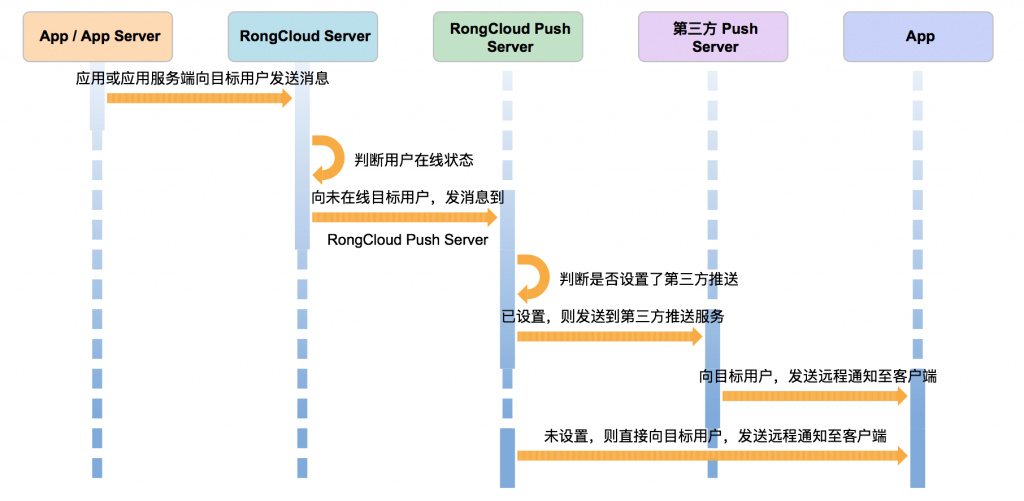 App / App Server
RongCloud Server
RongCloud Push
Server
第三方 Push
Server
App
应用或应用服务端向目标用户发送消息
判断用户在线状态
向未在线目标用户，发消息到
RongCloud Push Server
判断是否设置了第三方推送
已设置，则发送到第三方推送服务
向目标用户，发送远程通知至客户端
未设置，则直接向目标用户，发送远程通知至客户端